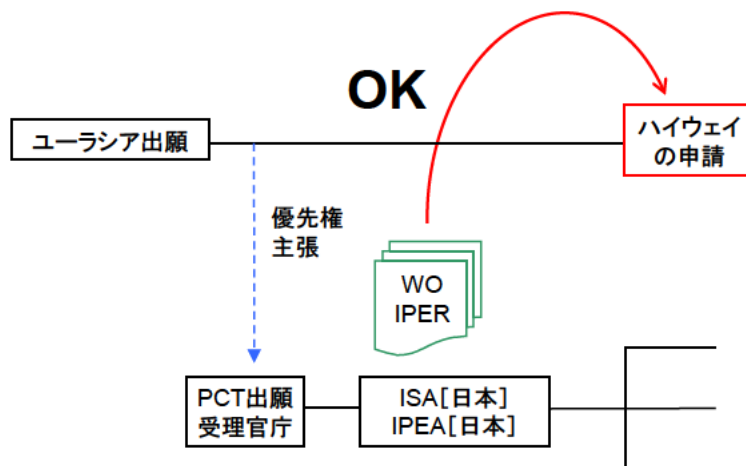 OK
ユーラシア出願
ハイウェイ
の申請
優先権
主張
WO
IPER
PCT出願
受理官庁
ISA[日本]
IPEA[日本]